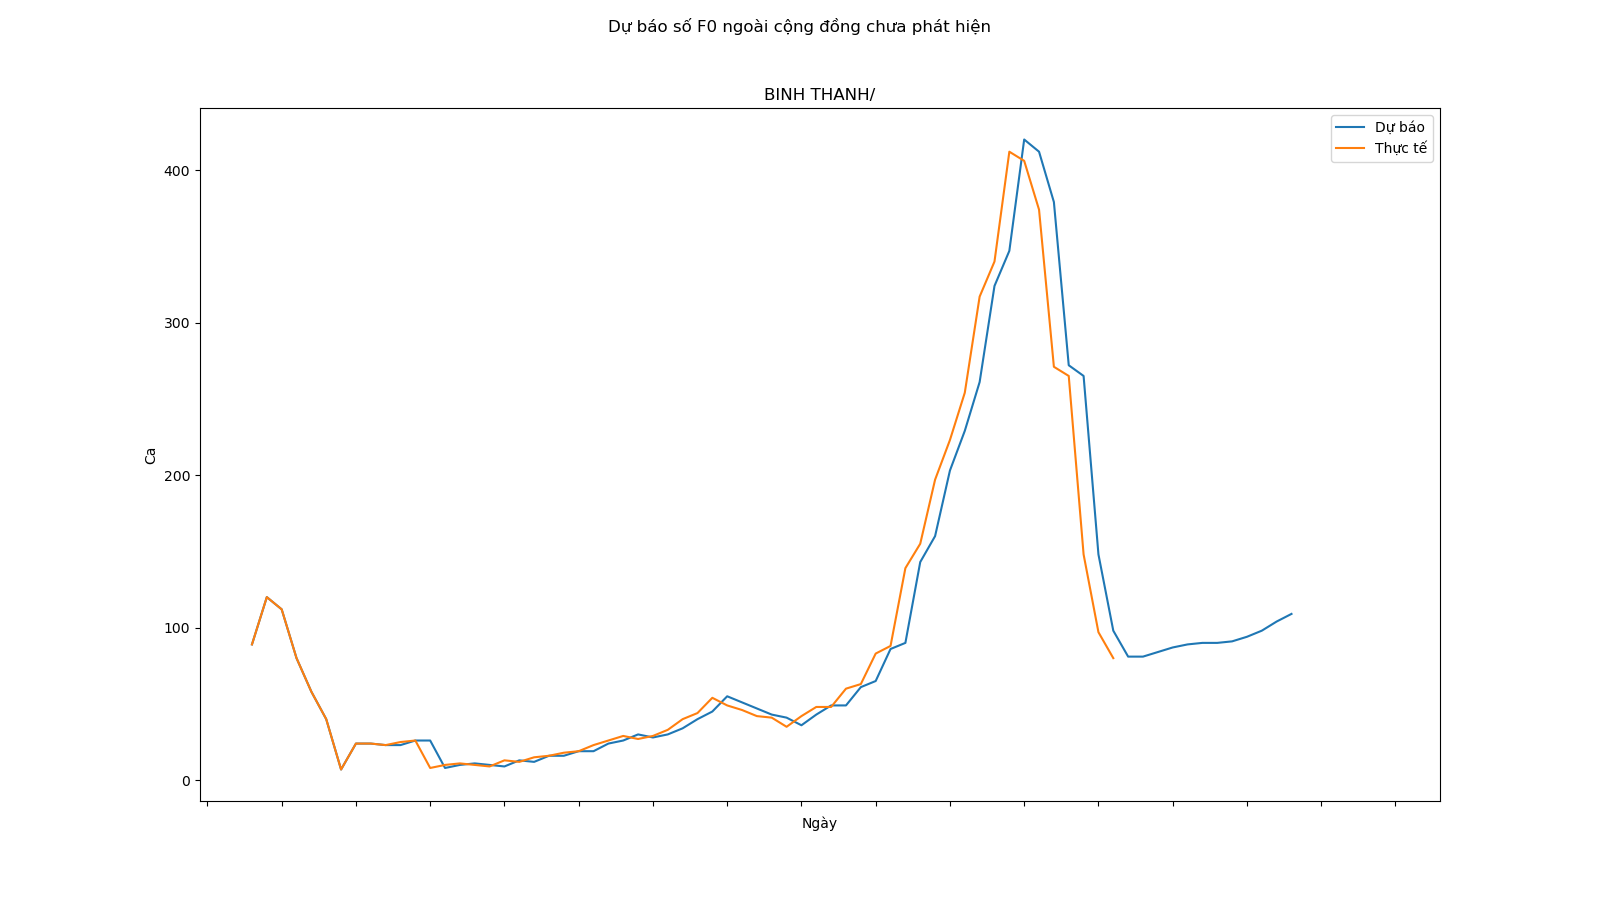 Dự báo số F0 ngoài cộng đồng chưa phát hiện
BINH THANH/
Dự báo
Thực tế
400
300
200
100
0
Ca
Ngày